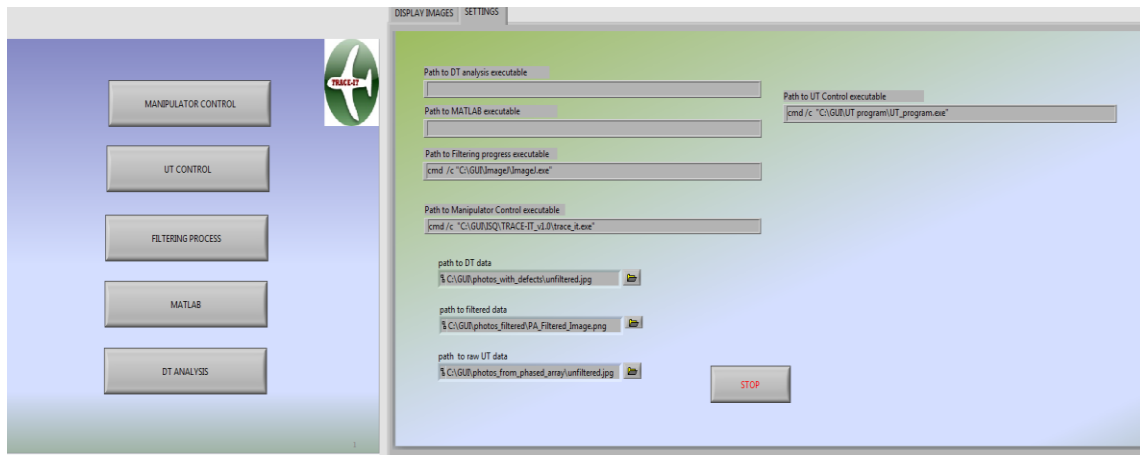 DISPLAY IMAGES
SETTINGS
TRACE-IT
MANIPULATOR CONTROL
UT CONTROL
FILTERING PROCESS
MATLAB
DT ANALYSIS
1
Path to DT analysis executable
Path to MATLAB executable
Path to Filtering progress executable
cmd /c "C:\GUI\ImageJ\ImageJ.exe"
Path to Manipulator Control executable
cmd /c "C:\GUI\ISQ\TRACE-IT_v1.0\trace_it.exe"
path to DT data
C:\GUI\photos_with_defects\unfiltered.jpg
path to filtered data
C:\GUI\photos_filtered\PA_Filtered_Image.png
path to raw UT data
C:\GUI\photos_from_phased_array\unfiltered.jpg
Path to UT Control executable
cmd /c "C:\GUI\UT program\UT_program.exe"
STOP